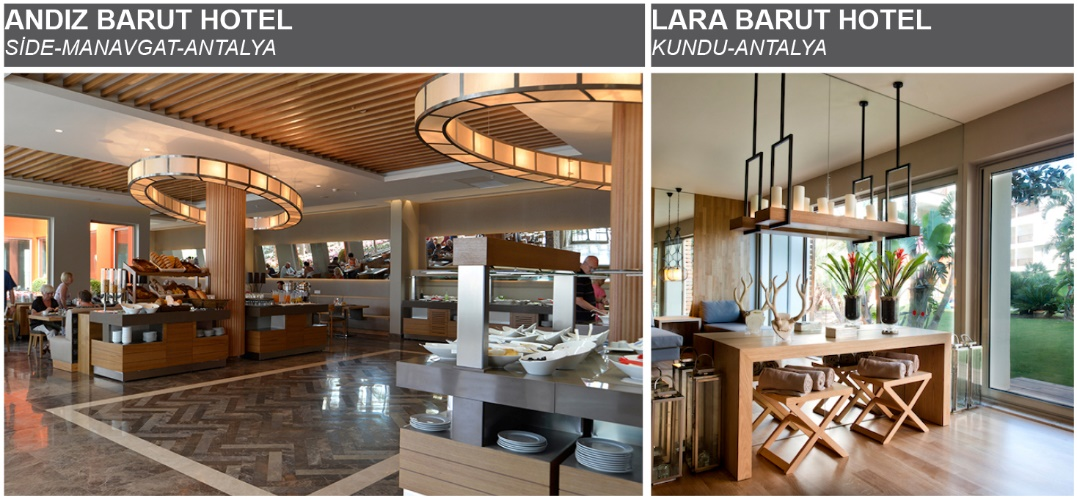 ANDIZ BARUT HOTEL
SİDE-MANAVGAT-ANTALYA
LARA BARUT HOTEL
KUNDU-ANTALYA